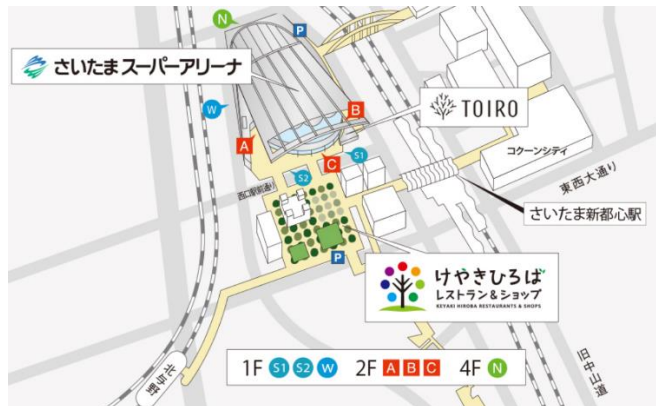 N
P
さいたまスーパーアリーナ
W
B
TOIRO
A
C
S1
S2
コクーンシティ
東西大通り
西口駅前通り
さいたま新都心駅
P
けやきひろば
レストラン&ショップ
KEYAKI HIROBA RESTAURANTS & SHOPS
1F S1 S2 W 2F A B C 4F N
北与野
旧中山道